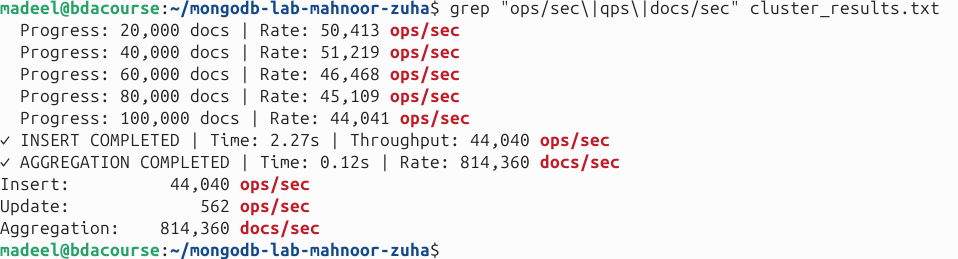 madeel@bdacourse:~/mongodb-lab-mahnoor-zuha$ grep "ops/sec\|qps\|docs/sec" cluster_results.txt
  Progress: 20,000 docs | Rate: 50,413 ops/sec
  Progress: 40,000 docs | Rate: 51,219 ops/sec
  Progress: 60,000 docs | Rate: 46,468 ops/sec
  Progress: 80,000 docs | Rate: 45,109 ops/sec
  Progress: 100,000 docs | Rate: 44,041 ops/sec
✓ INSERT COMPLETED | Time: 2.27s | Throughput: 44,040 ops/sec
✓ AGGREGATION COMPLETED | Time: 0.12s | Rate: 814,360 docs/sec
Insert:          44,040 ops/sec
Update:             562 ops/sec
Aggregation:    814,360 docs/sec
madeel@bdacourse:~/mongodb-lab-mahnoor-zuha$